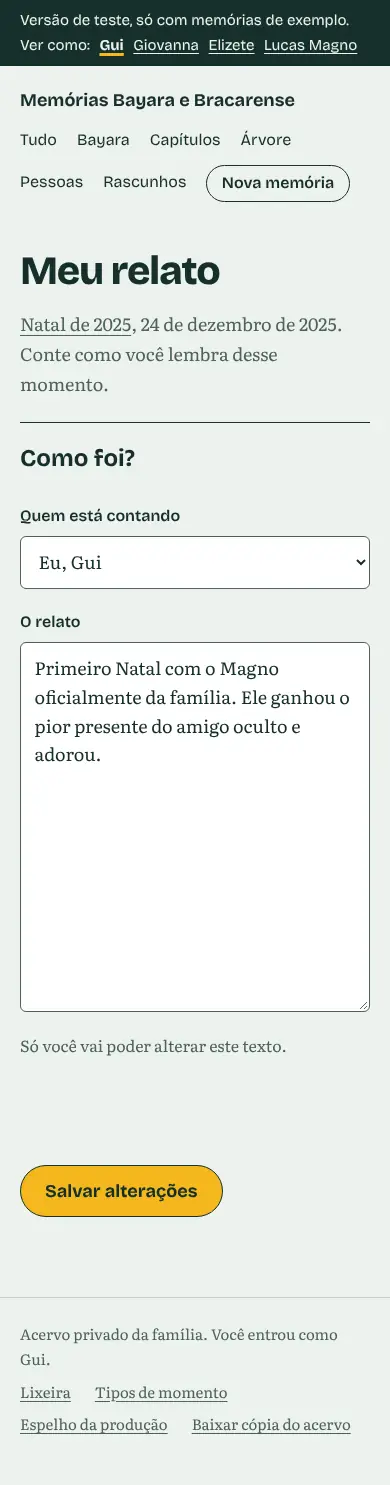 Versão de teste, só com memórias de exemplo.
Ver como: Gui Giovanna Elizete Lucas Magno
Memórias Bayara e Bracarense
Tudo Bayara Capítulos Árvore
Pessoas Rascunhos Nova memória
Meu relato
Natal de 2025, 24 de dezembro de 2025.
Conte como você lembra desse
momento.
Como foi?
Quem está contando
Eu, Gui
O relato
Primeiro Natal com o Magno
oficialmente da família. Ele ganhou o
pior presente do amigo oculto e
adorou.
Só você vai poder alterar este texto.
Salvar alterações
Acervo privado da família. Você entrou como
Gui.
Lixeira Tipos de momento
Espelho da produção Baixar cópia do acervo